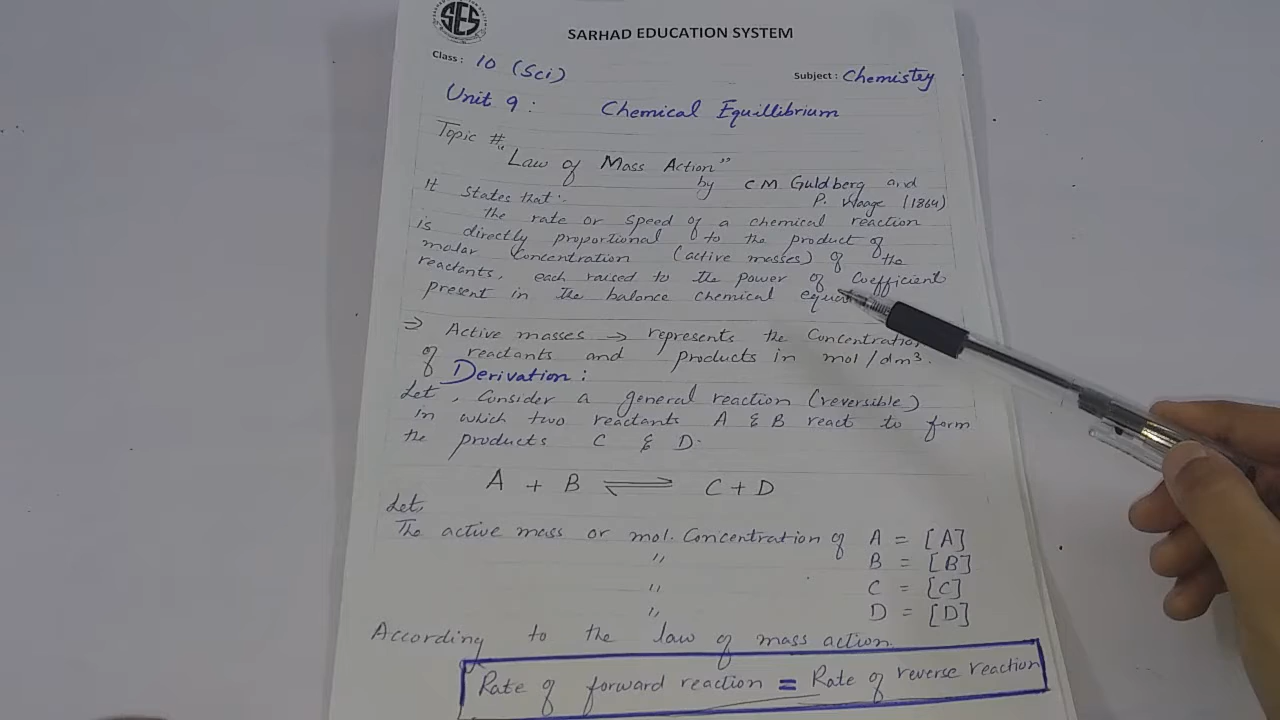 SES
SARHAD EDUCATION SYSTEM
Class : 10 (Sci)
Subject : Chemistry
Unit 9 : Chemical Equillibrium
Topic #
"Law of Mass Action"
by C M Guldberg and
P. Waage (1864)
It states that:
the rate or speed of a chemical reaction
is directly proportional to the product of
molar concentration (active masses) of the
reactants, each raised to the power of coefficient
present in the balance chemical
⇒ Active masses → represents the Concentration
of reactants and products in mol/dm³.
Derivation:
Let, Consider a general reaction (reversible)
in which two reactants A & B react to form
the products C & D.
A + B ⇌ C + D
Let,
The active mass or mol. Concentration of A = [A]
" B = [B]
" C = [C]
" D = [D]
According to the law of mass action
Rate of forward reaction = Rate of reverse reaction